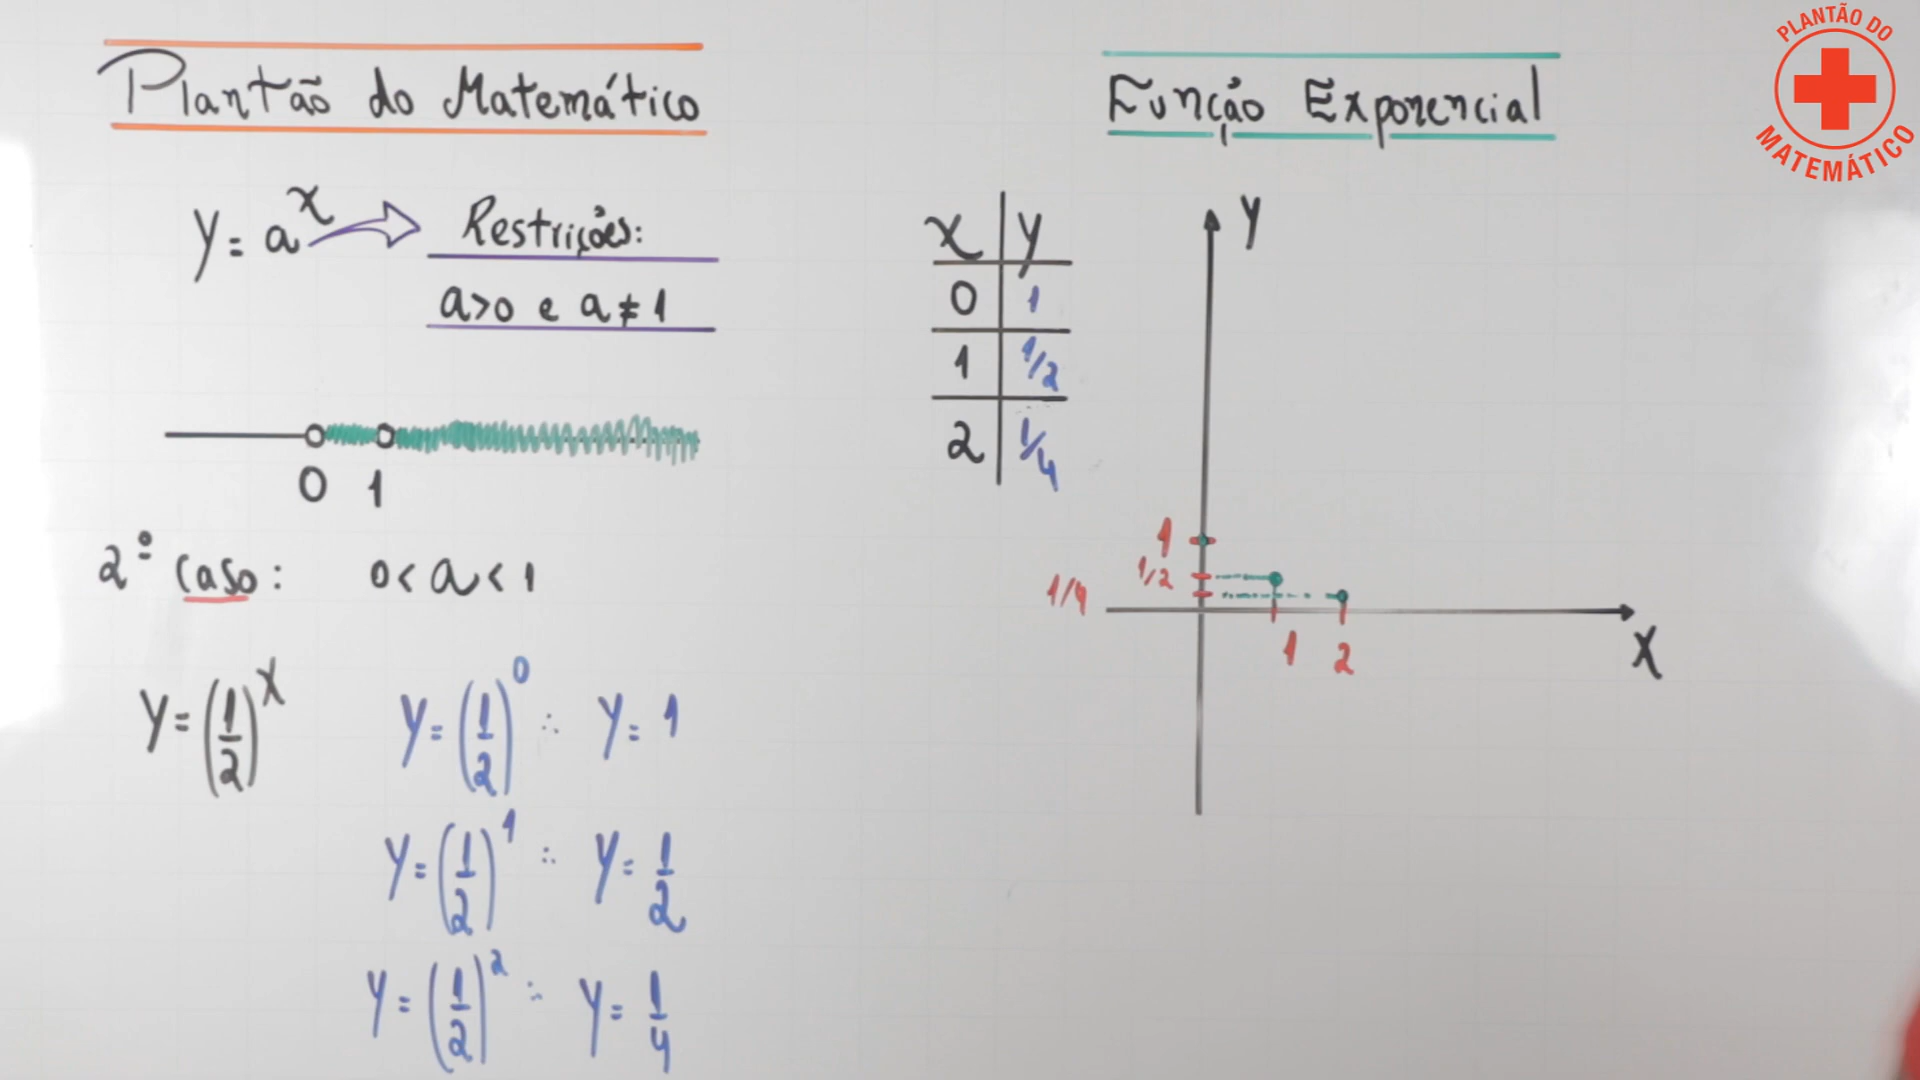 Plantão do Matemático
Função Exponencial
PLANTÃO DO
MATEMÁTICO
y = a^x
Restrições:
a>0 e a ≠ 1
0 1
2º caso: 0 < a < 1
y = (1/2)^x
y = (1/2)^0 ∴ y = 1
y = (1/2)^1 ∴ y = 1/2
y = (1/2)^2 ∴ y = 1/4
x y
0 1
1 1/2
2 1/4
y
1
1/2
1/4
1 2
x